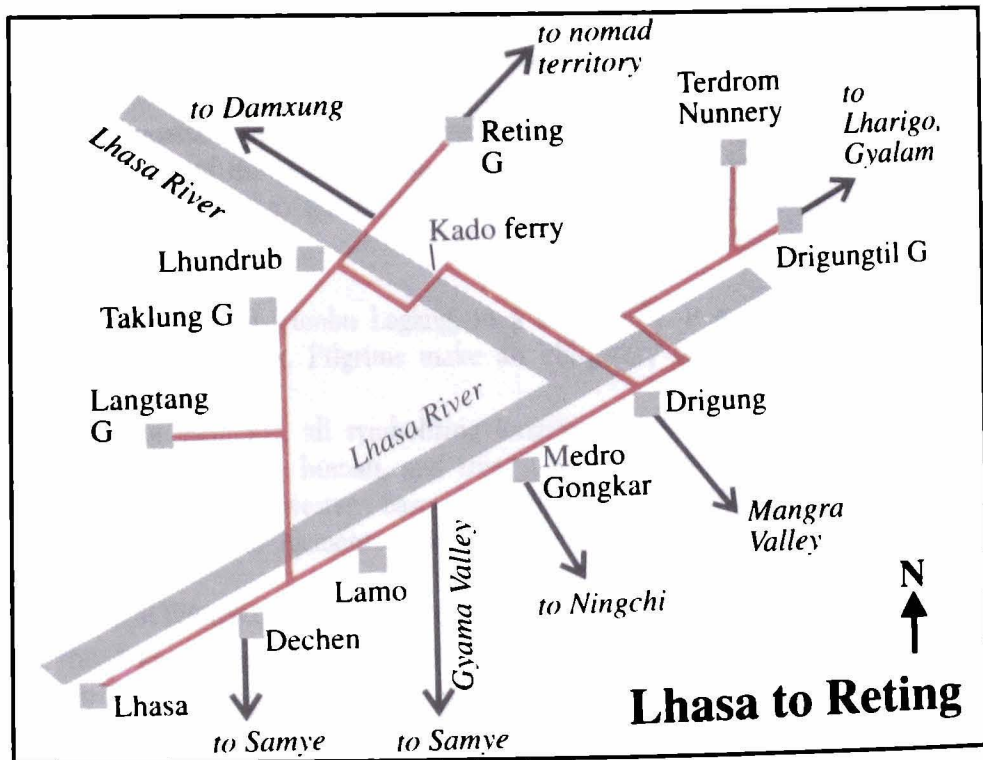 to nomad
territory
to Damxung
Terdrom
Nunnery
to
Lharigo,
Gyalam
Reting
G
Lhasa River
Kado ferry
Lhundrub
Drigungtil G
Taklung G
Pilgrims make
Langtang
G
Lhasa River
Drigung
Medro
Gongkar
Mangra
Valley
Lamo
Gyama Valley
to Ningchi
N
Dechen
Lhasa
Lhasa to Reting
to Samye
to Samye